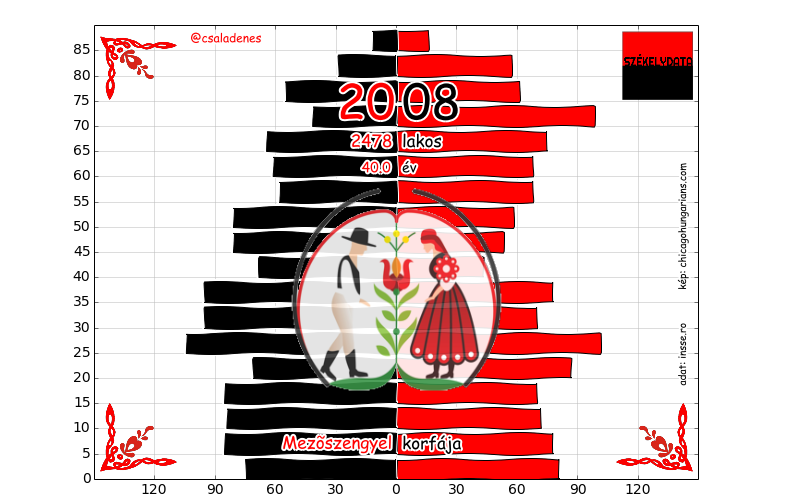 @csaladenes
SZÉKELYDATA
2008
2478 lakos
40.0 év
Mezőszengyel korfája
kép: chicagohungarians.com
adat: insse.ro
85
80
75
70
65
60
55
50
45
40
35
30
25
20
15
10
5
0
120 90 60 30 0 30 60 90 120